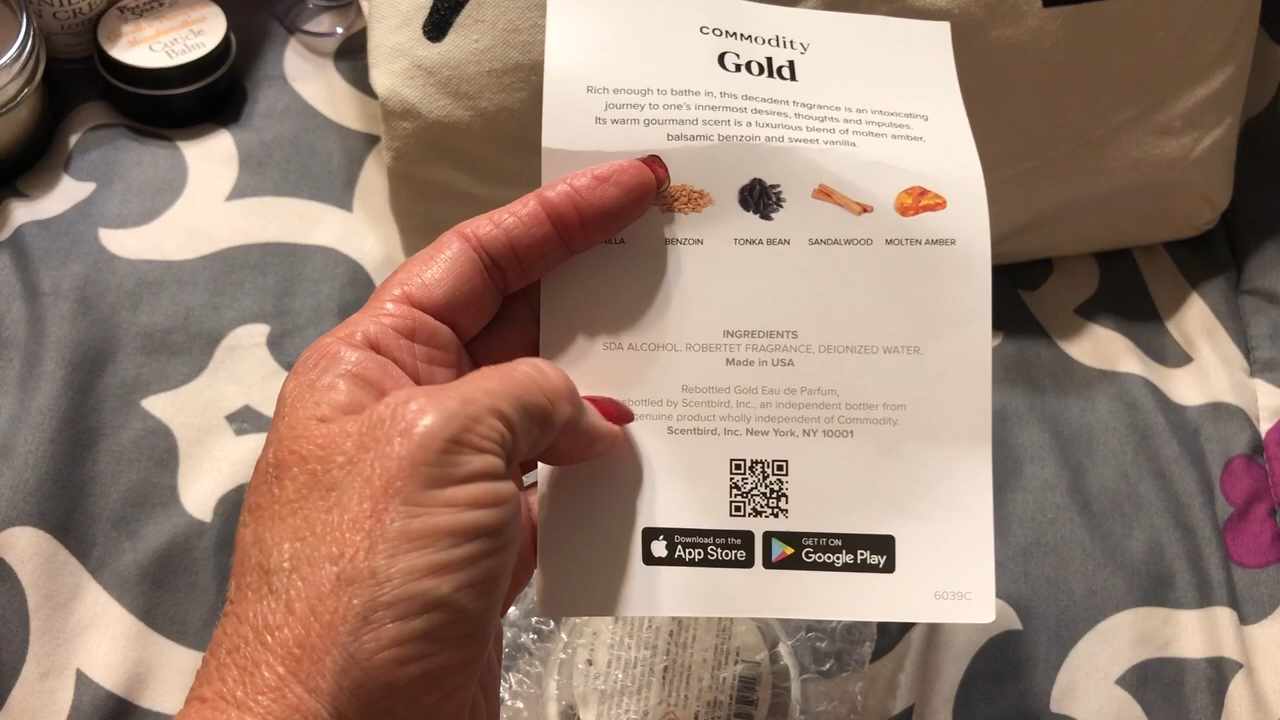 LOTION
Cuticle
Balm
COMModity
Gold
Rich enough to bathe in, this decadent fragrance is an intoxicating
journey to one's innermost desires, thoughts and impulses.
Its warm gourmand scent is a luxurious blend of molten amber,
balsamic benzoin and sweet vanilla.
NILLA BENZOIN TONKA BEAN SANDALWOOD MOLTEN AMBER
INGREDIENTS
SDA ALCOHOL, ROBERTET FRAGRANCE, DEIONIZED WATER.
Made in USA
Rebottled Gold Eau de Parfum,
rebottled by Scentbird, Inc., an independent bottler from
genuine product wholly independent of Commodity.
Scentbird, Inc. New York, NY 10001
Download on the
App Store
GET IT ON
Google Play
6039C